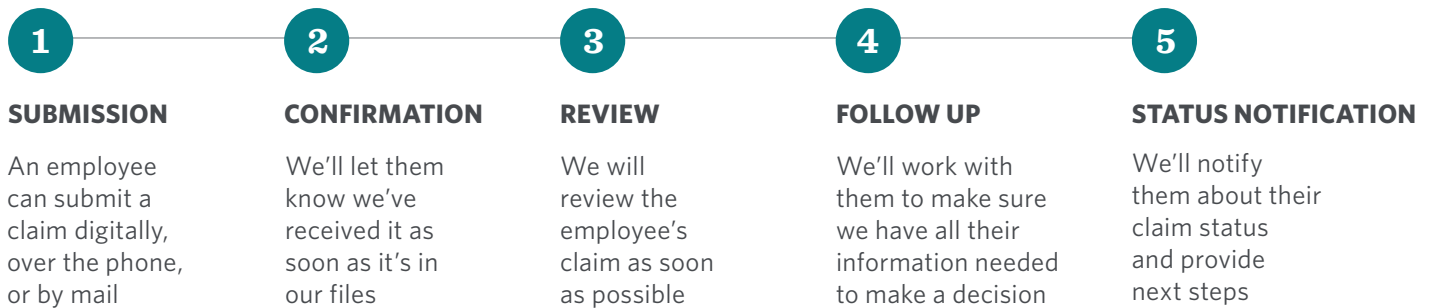 1
2
3
4
5
SUBMISSION
An employee
can submit a
claim digitally,
over the phone,
or by mail
CONFIRMATION
We'll let them
know we've
received it as
soon as it's in
our files
REVIEW
We will
review the
employee's
claim as soon
as possible
FOLLOW UP
We'll work with
them to make sure
we have all their
information needed
to make a decision
STATUS NOTIFICATION
We'll notify
them about their
claim status
and provide
next steps